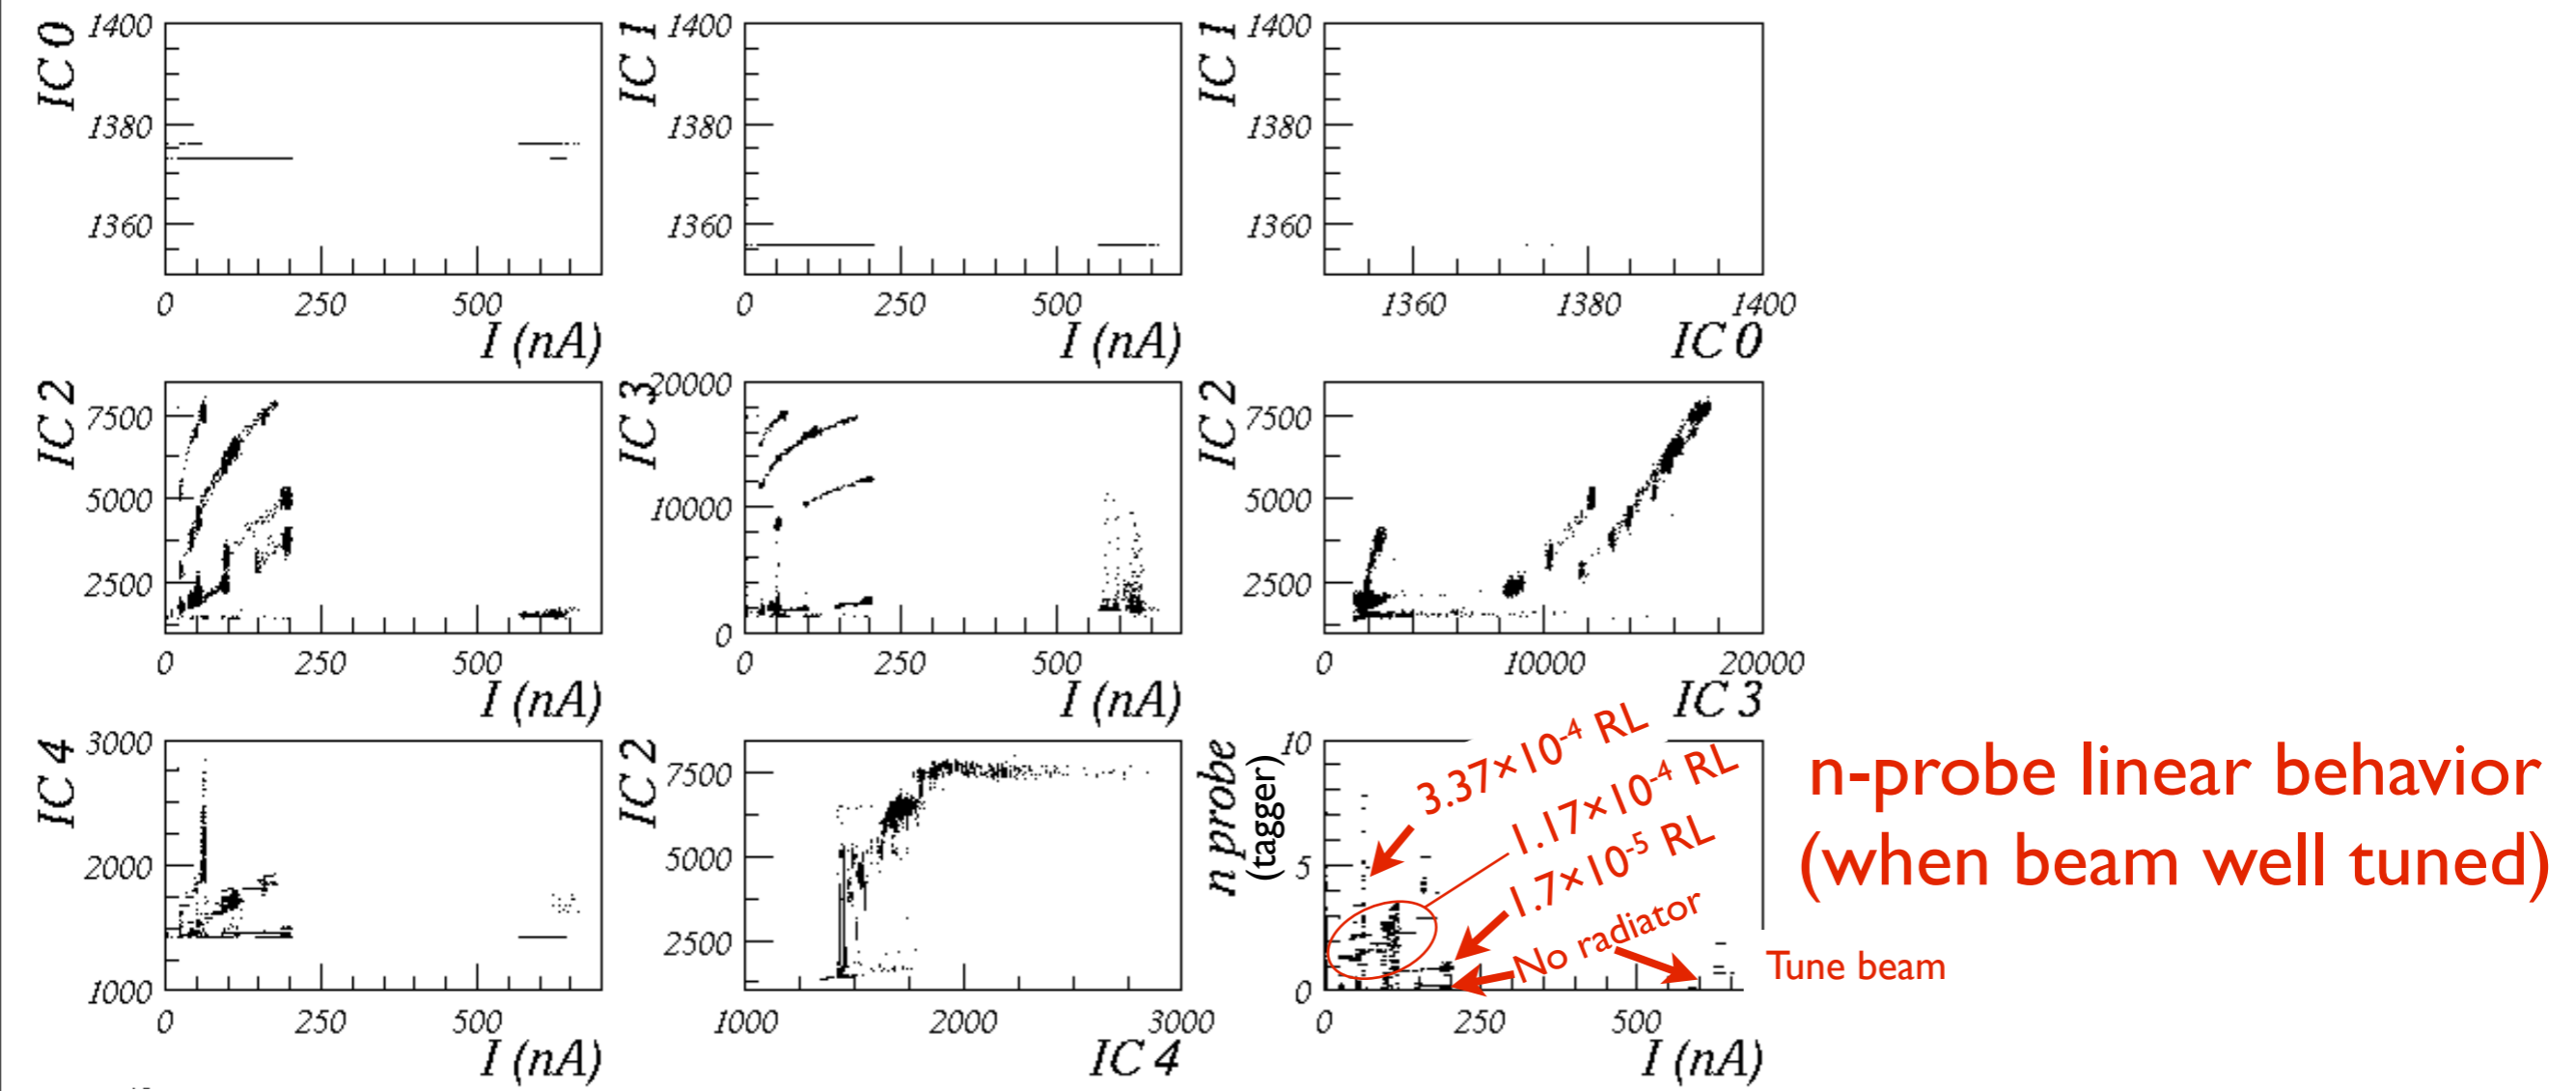 IC 0
1400
1380
1360
0 250 500
I (nA)
IC 1
1400
1380
1360
0 250 500
I (nA)
IC 1
1400
1380
1360
1360 1380 1400
IC 0
IC 2
7500
5000
2500
0 250 500
I (nA)
IC 3
20000
10000
0
0 250 500
I (nA)
IC 2
7500
5000
2500
0 10000 20000
IC 3
IC 4
3000
2000
1000
0 250 500
I (nA)
IC 2
7500
5000
2500
1000 2000 3000
IC 4
n probe
(tagger)
10
5
0
0 250 500
I (nA)
3.37×10⁻⁴ RL
1.17×10⁻⁴ RL
1.7×10⁻⁵ RL
No radiator
Tune beam
n-probe linear behavior
(when beam well tuned)